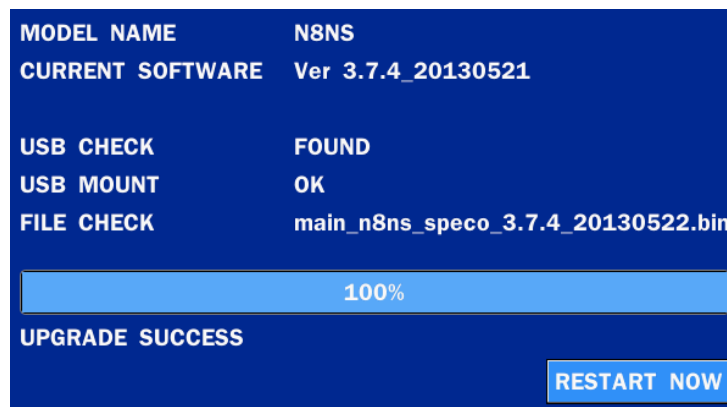 MODEL NAME N8NS
CURRENT SOFTWARE Ver 3.7.4_20130521
USB CHECK FOUND
USB MOUNT OK
FILE CHECK main_n8ns_speco_3.7.4_20130522.bin
100%
UPGRADE SUCCESS
RESTART NOW